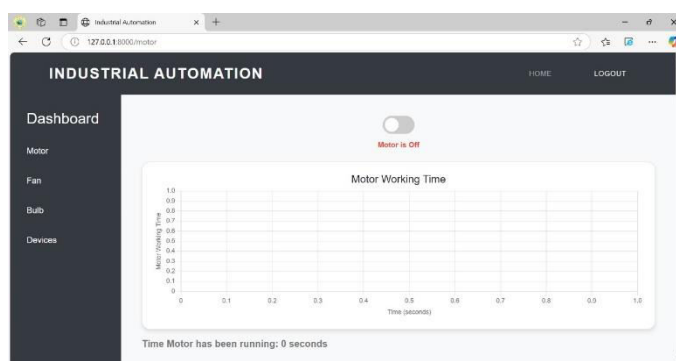 Industrial Automation
127.0.0.1:8000/motor
INDUSTRIAL AUTOMATION
HOME
LOGOUT
Dashboard
Motor
Fan
Bulb
Devices
Motor is Off
Motor Working Time
Motor Working Time
1.0
0.9
0.8
0.7
0.6
0.5
0.4
0.3
0.2
0.1
0
0 0.1 0.2 0.3 0.4 0.5 0.6 0.7 0.8 0.9 1.0
Time (seconds)
Time Motor has been running: 0 seconds